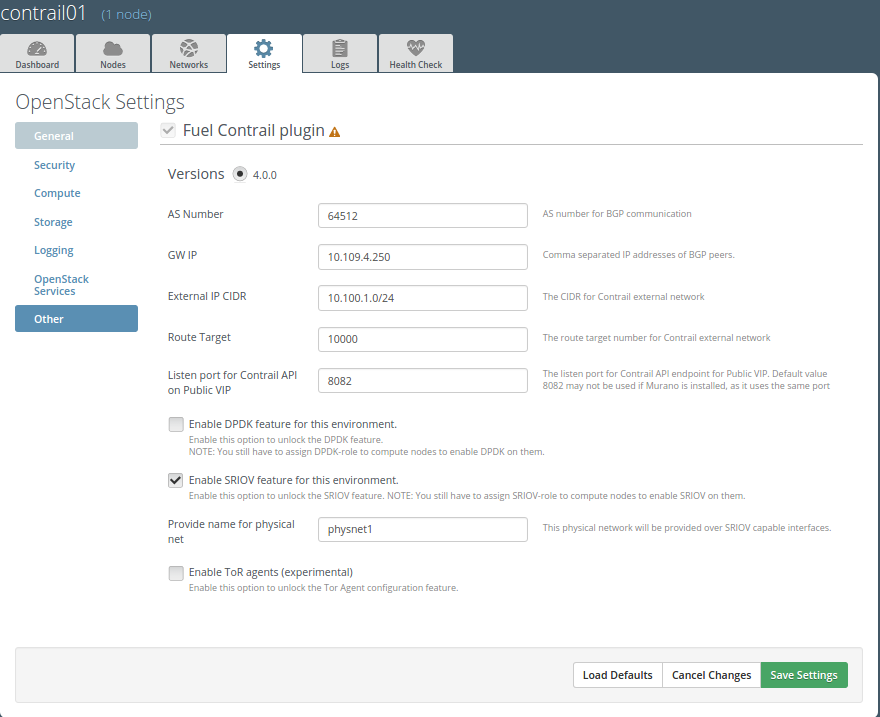 contrail01 (1 node)
Dashboard
Nodes
Networks
Settings
Logs
Health Check
OpenStack Settings
General
Security
Compute
Storage
Logging
OpenStack
Services
Other
Fuel Contrail plugin
Versions 4.0.0
AS Number 64512 AS number for BGP communication
GW IP 10.109.4.250 Comma separated IP addresses of BGP peers.
External IP CIDR 10.100.1.0/24 The CIDR for Contrail external network
Route Target 10000 The route target number for Contrail external network
Listen port for Contrail API
on Public VIP
8082
The listen port for Contrail API endpoint for Public VIP. Default value
8082 may not be used if Murano is installed, as it uses the same port
Enable DPDK feature for this environment.
Enable this option to unlock the DPDK feature.
NOTE: You still have to assign DPDK-role to compute nodes to enable DPDK on them.
Enable SRIOV feature for this environment.
Enable this option to unlock the SRIOV feature. NOTE: You still have to assign SRIOV-role to compute nodes to enable SRIOV on them.
Provide name for physical
net
physnet1
This physical network will be provided over SRIOV capable interfaces.
Enable ToR agents (experimental)
Enable this option to unlock the Tor Agent configuration feature.
Load Defaults
Cancel Changes
Save Settings